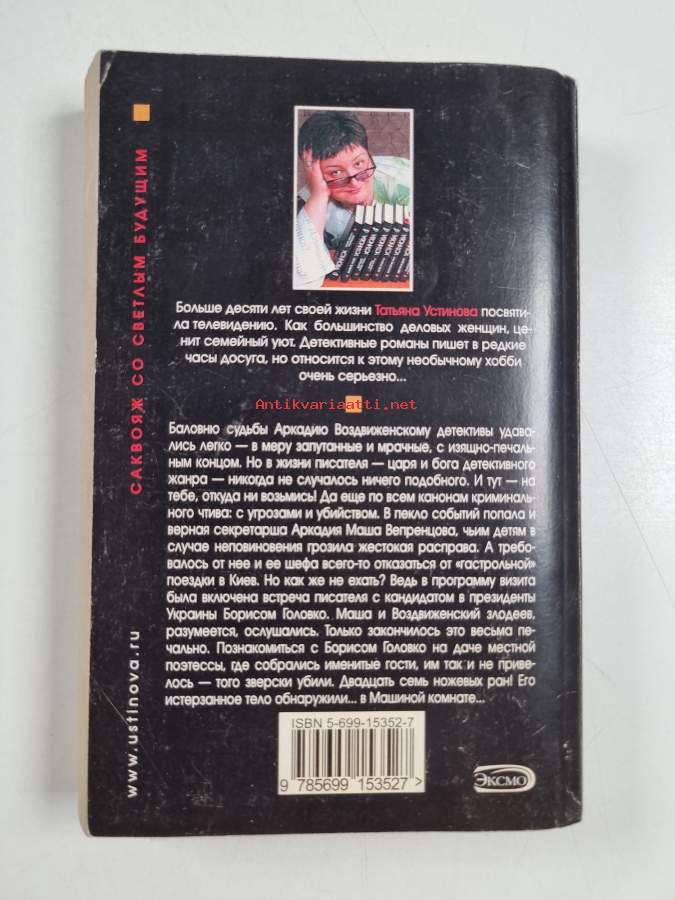 САКВОЯЖ СО СВЕТЛЫМ БУДУЩИМ
www.ustinova.ru
Больше десяти лет своей жизни Татьяна Устинова посвяти-
ла телевидению. Как большинство деловых женщин, це-
нит семейный уют. Детективные романы пишет в редкие
часы досуга, но относится к этому необычному хобби
очень серьезно...
Antikvariaatti.net
Баловню судьбы Аркадию Воздвиженскому детективы удава-
лись легко — в меру запутанные и мрачные, с изящно-печаль-
ным концом. Но в жизни писателя — царя и бога детективного
жанра — никогда не случалось ничего подобного. И тут — на
тебе, откуда ни возьмись! Да еще по всем канонам криминаль-
ного чтива: с угрозами и убийством. В пекло событий попала и
верная секретарша Аркадия Маша Вепренцова, чьим детям в
случае неповиновения грозила жестокая расправа. А требо-
валось от нее и ее шефа всего-то отказаться от «гастрольной»
поездки в Киев. Но как же не ехать? Ведь в программу визита
была включена встреча писателя с кандидатом в президенты
Украины Борисом Головко. Маша и Воздвиженский злодеев,
разумеется, ослушались. Только закончилось это весьма пе-
чально. Познакомиться с Борисом Головко на даче местной
поэтессы, где собрались именитые гости, им так и не приве-
лось — того зверски убили. Двадцать семь ножевых ран! Его
истерзанное тело обнаружили... в Машиной комнате...
ISBN 5-699-15352-7
9 785699 153527 >
ЭКСМО